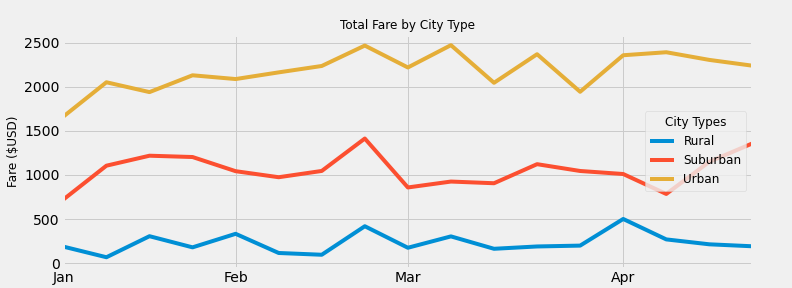 Total Fare by City Type
Fare ($USD)
2500
2000
1500
1000
500
0
Jan Feb Mar Apr
City Types
Rural
Suburban
Urban